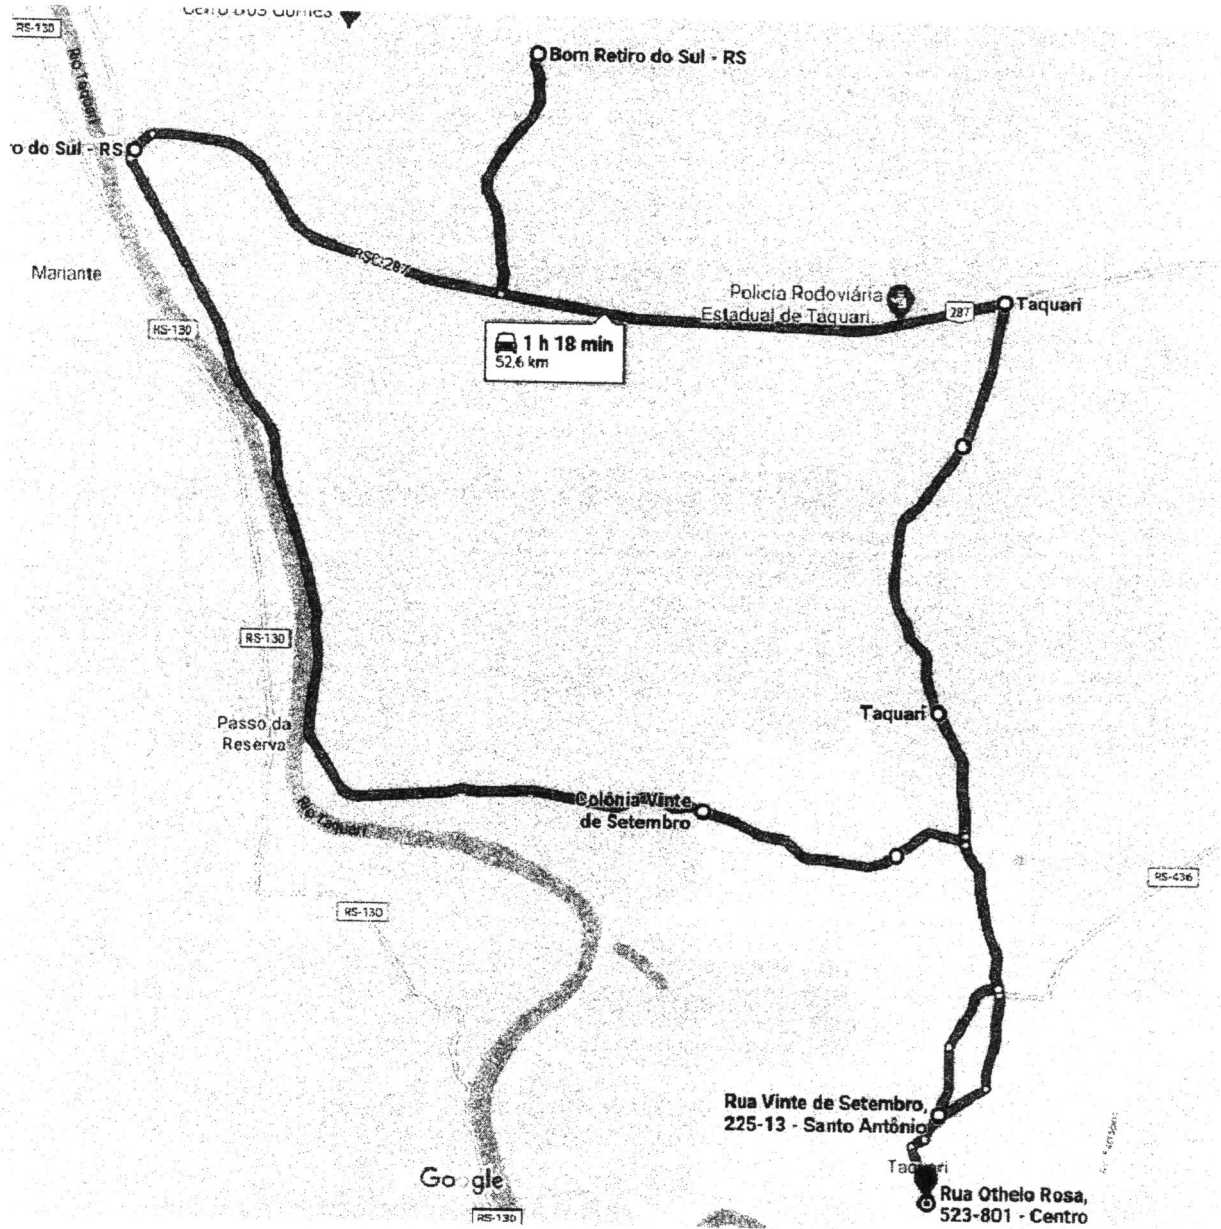 RS-130
Rio Taquari
Bom Retiro do Sul - RS
ro do Sul - RS
RSC-287
Mariante
Polícia Rodoviária
Estadual de Taquari
287
Taquari
RS-130
1 h 18 min
52,6 km
RS-130
Taquari
Passo da
Reserva
Colônia Vinte
de Setembro
Rio Taquari
RS-436
RS-130
Rua Vinte de Setembro,
225-13 - Santo Antônio
Taquari
Google
Rua Othelo Rosa,
523-801 - Centro
RS-130